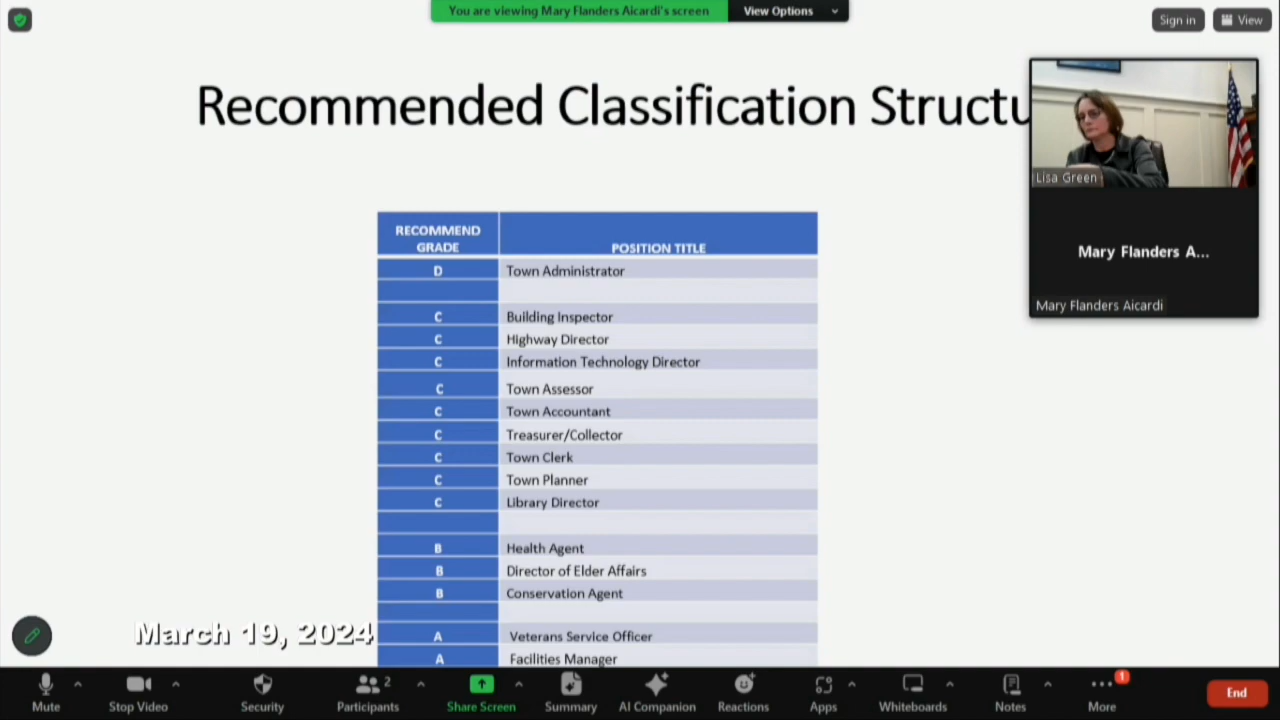 You are viewing Mary Flanders Aicardi's screen
View Options
Sign in
View
Recommended Classification Structu
Lisa Green
Mary Flanders A...
Mary Flanders Aicardi
RECOMMEND
GRADE
POSITION TITLE
D Town Administrator
C Building Inspector
C Highway Director
C Information Technology Director
C Town Assessor
C Town Accountant
C Treasurer/Collector
C Town Clerk
C Town Planner
C Library Director
B Health Agent
B Director of Elder Affairs
B Conservation Agent
A Veterans Service Officer
A Facilities Manager
March 19, 2024
Mute
Stop Video
Security
Participants
2
Share Screen
Summary
AI Companion
Reactions
Apps
Whiteboards
Notes
More
1
End